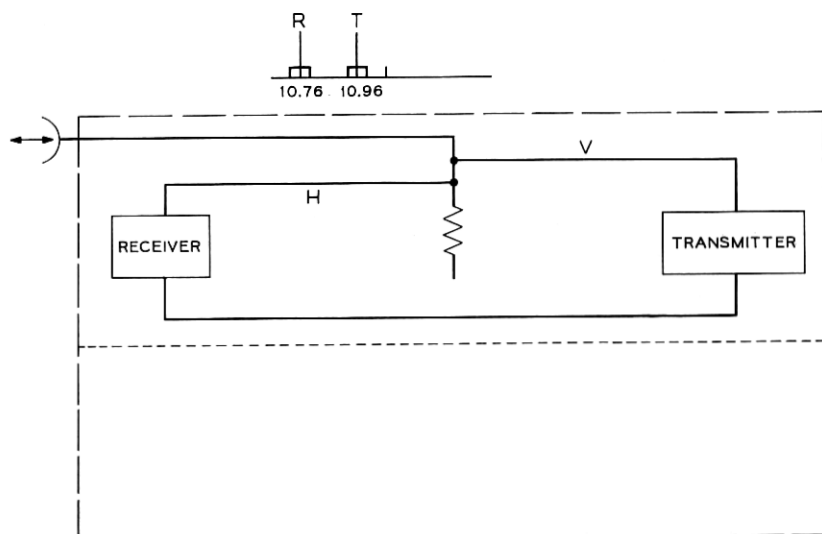 R T
10.76 10.96
V
H
RECEIVER
TRANSMITTER